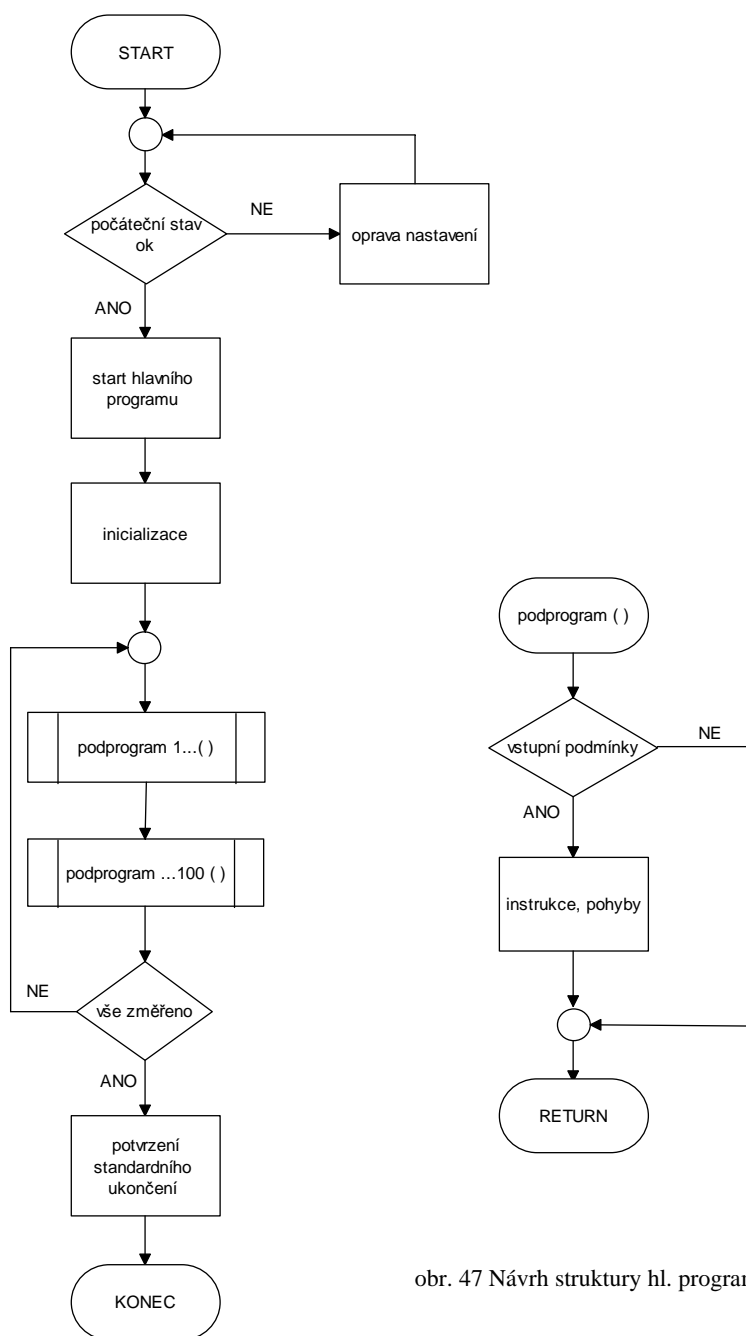 START
počáteční stav
ok
NE
oprava nastavení
ANO
start hlavního
programu
inicializace
podprogram 1...( )
podprogram ...100 ( )
NE
vše změřeno
ANO
potvrzení
standardního
ukončení
KONEC
podprogram ( )
vstupní podmínky
NE
ANO
instrukce, pohyby
RETURN
obr. 47 Návrh struktury hl.